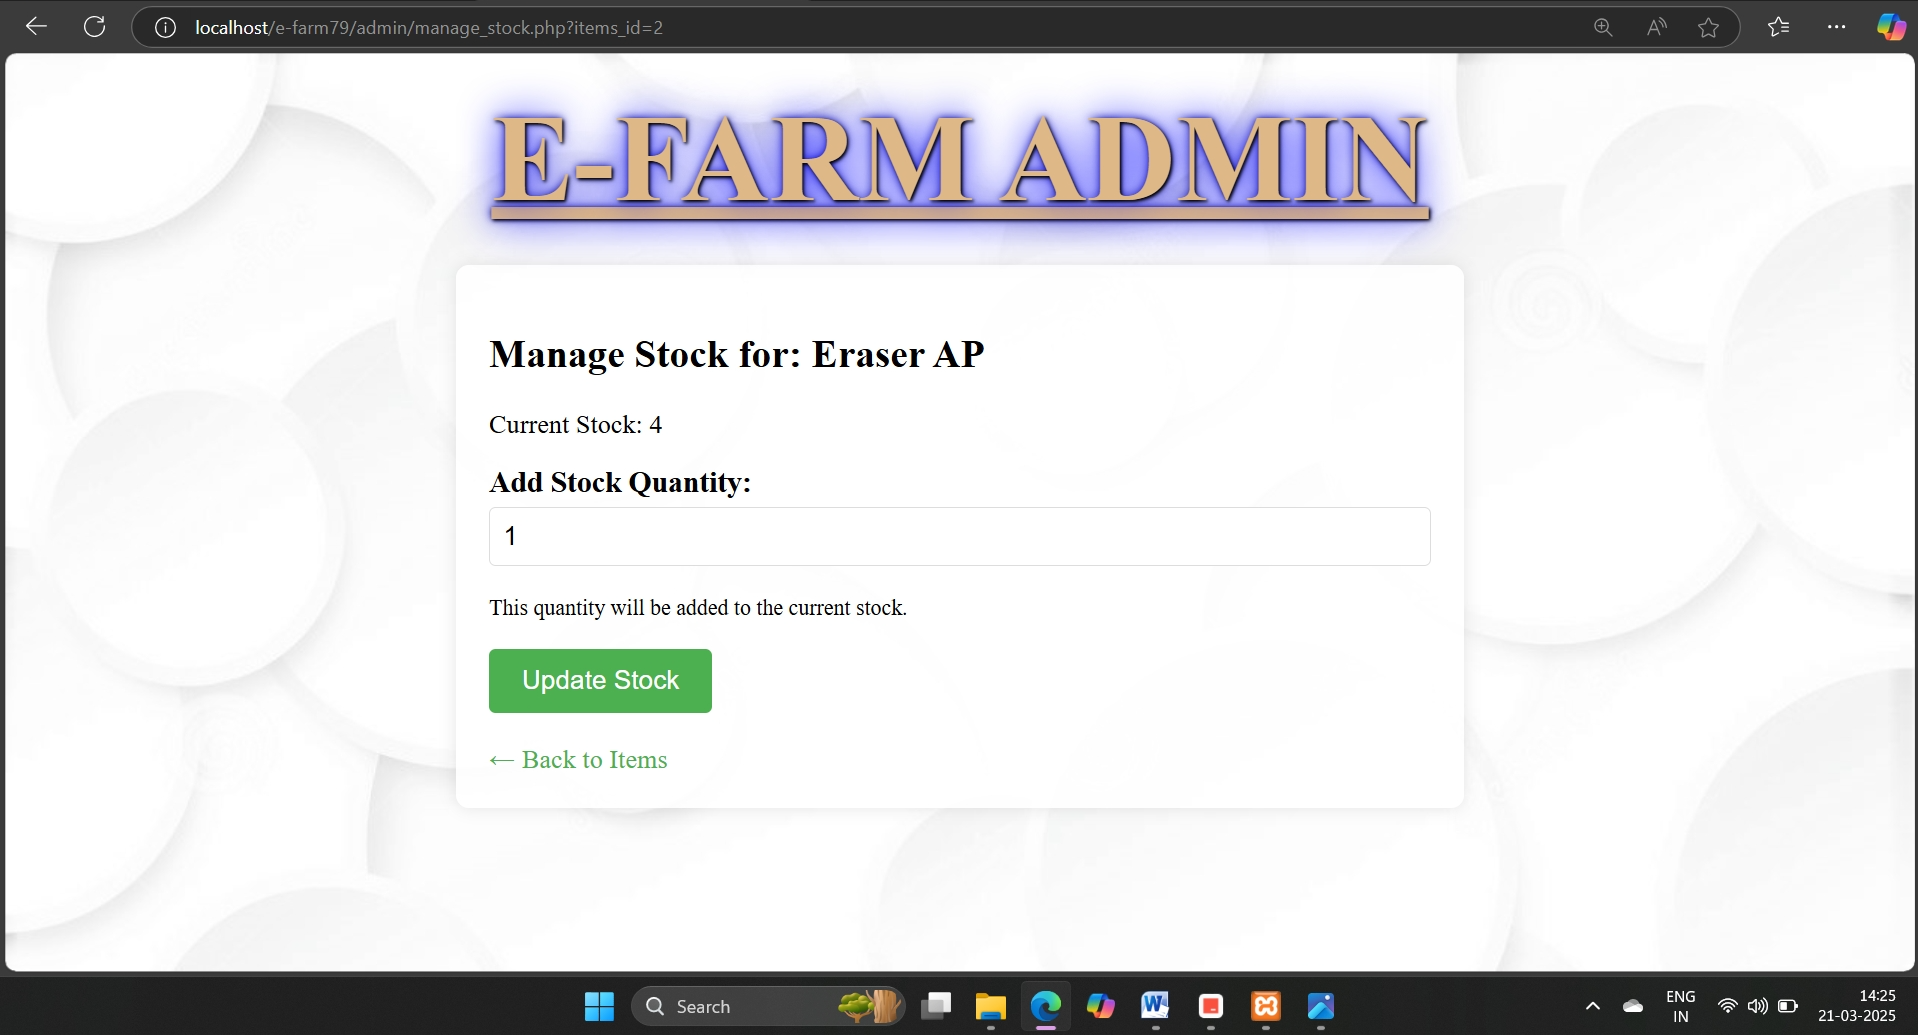 localhost/e-farm79/admin/manage_stock.php?items_id=2
E-FARM ADMIN
Manage Stock for: Eraser AP
Current Stock: 4
Add Stock Quantity:
1
This quantity will be added to the current stock.
Update Stock
← Back to Items
Search
ENG
IN
14:25
21-03-2025